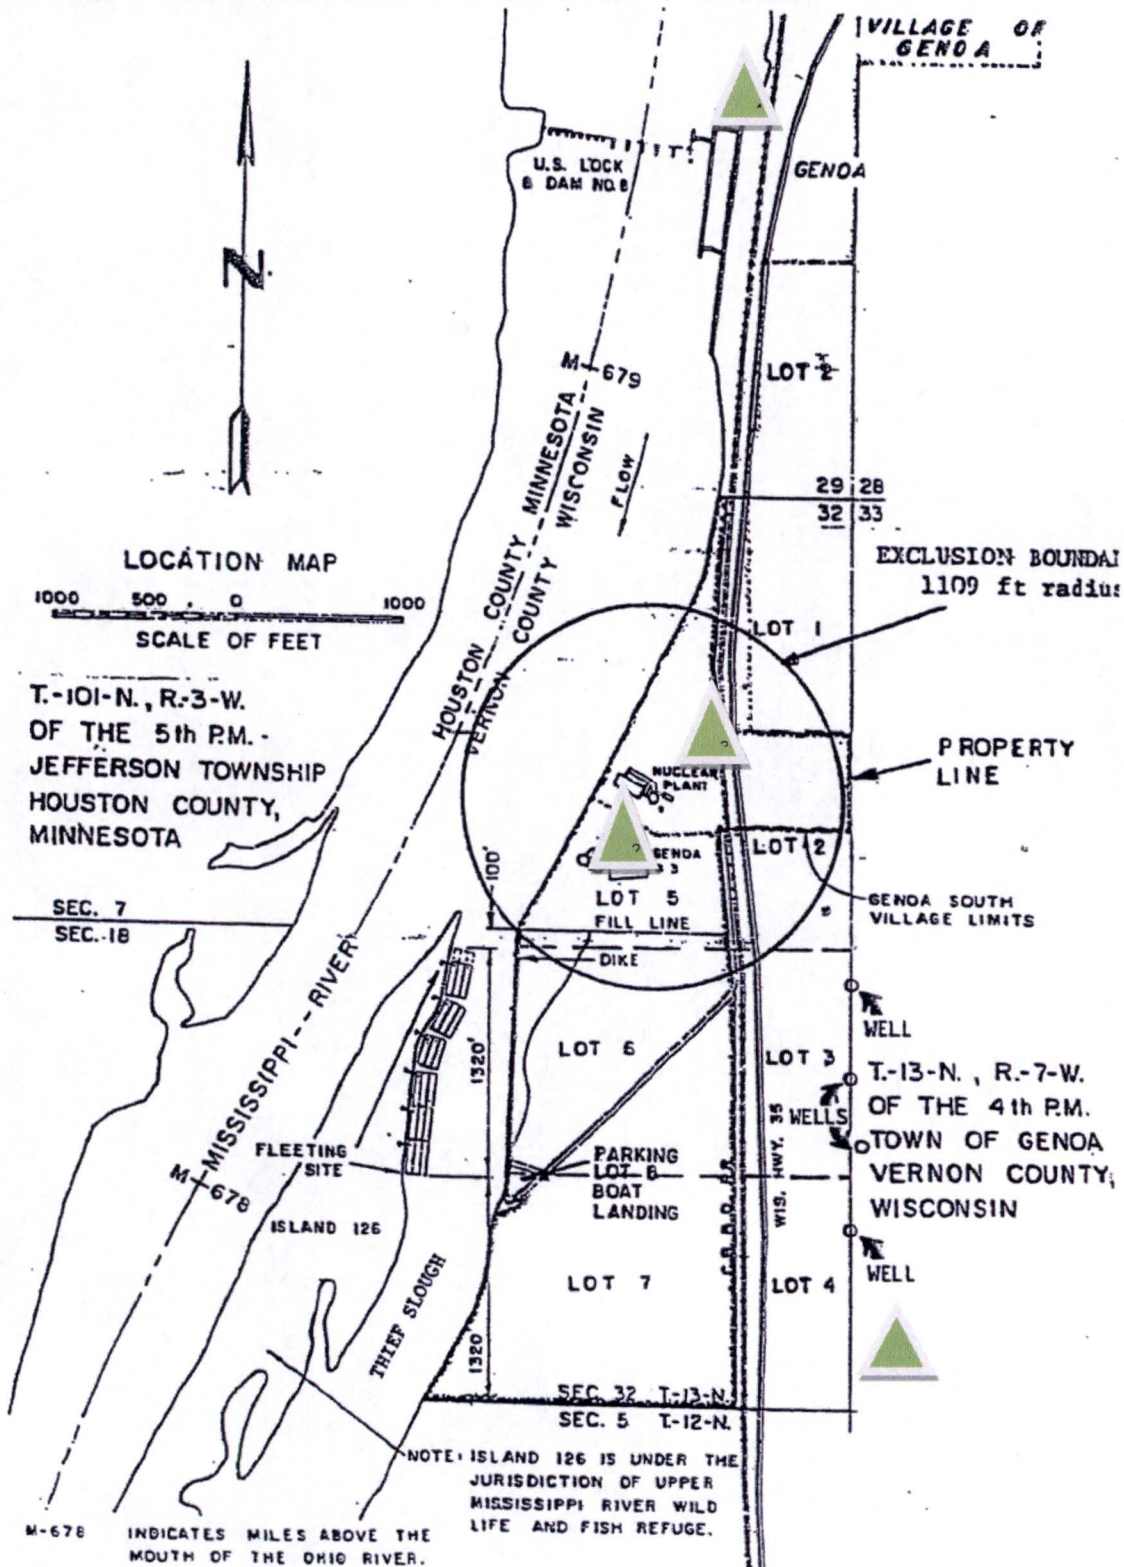 VILLAGE OF
GENOA
U.S. LOCK
& DAM NO.8
GENOA
N
M-679
LOT 2
HOUSTON COUNTY MINNESOTA
VERNON COUNTY WISCONSIN
FLOW
29 28
32 33
LOCATION MAP
1000 500 0 1000
SCALE OF FEET
EXCLUSION BOUNDAI
1109 ft radius
LOT 1
T.-101-N., R.-3-W.
OF THE 5th P.M. -
JEFFERSON TOWNSHIP
HOUSTON COUNTY,
MINNESOTA
PROPERTY
LINE
NUCLEAR
PLANT
LOT 2
GENOA
3
100'
LOT 5
FILL LINE
GENOA SOUTH
VILLAGE LIMITS
SEC. 7
SEC. 18
DIKE
MISSISSIPPI -- RIVER
WELL
LOT 6
1320'
LOT 3
T.-13-N., R.-7-W.
OF THE 4th P.M.
TOWN OF GENOA
VERNON COUNTY,
WISCONSIN
WELLS
WIS. HWY. 35
FLEETING
SITE
PARKING
LOT &
BOAT
LANDING
M-678
ISLAND 126
WELL
LOT 7
LOT 4
THIEF SLOUGH
1320'
SEC. 32 T.-13-N.
SEC. 5 T.-12-N.
NOTE: ISLAND 126 IS UNDER THE
JURISDICTION OF UPPER
MISSISSIPPI RIVER WILD
LIFE AND FISH REFUGE.
M-678 INDICATES MILES ABOVE THE
MOUTH OF THE OHIO RIVER.